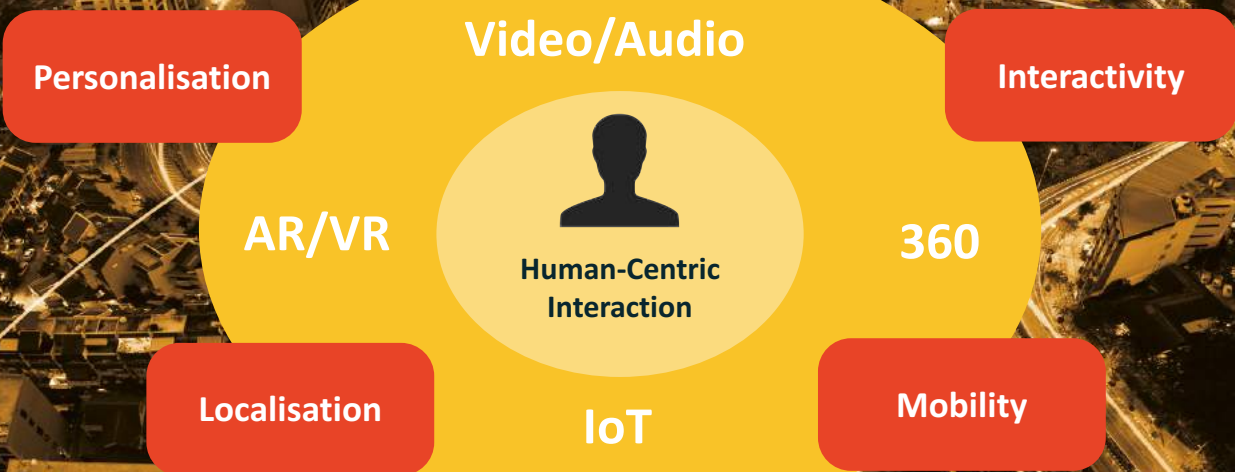 Video/Audio
Personalisation
Interactivity
AR/VR
360
Human-Centric
Interaction
Localisation
IoT
Mobility